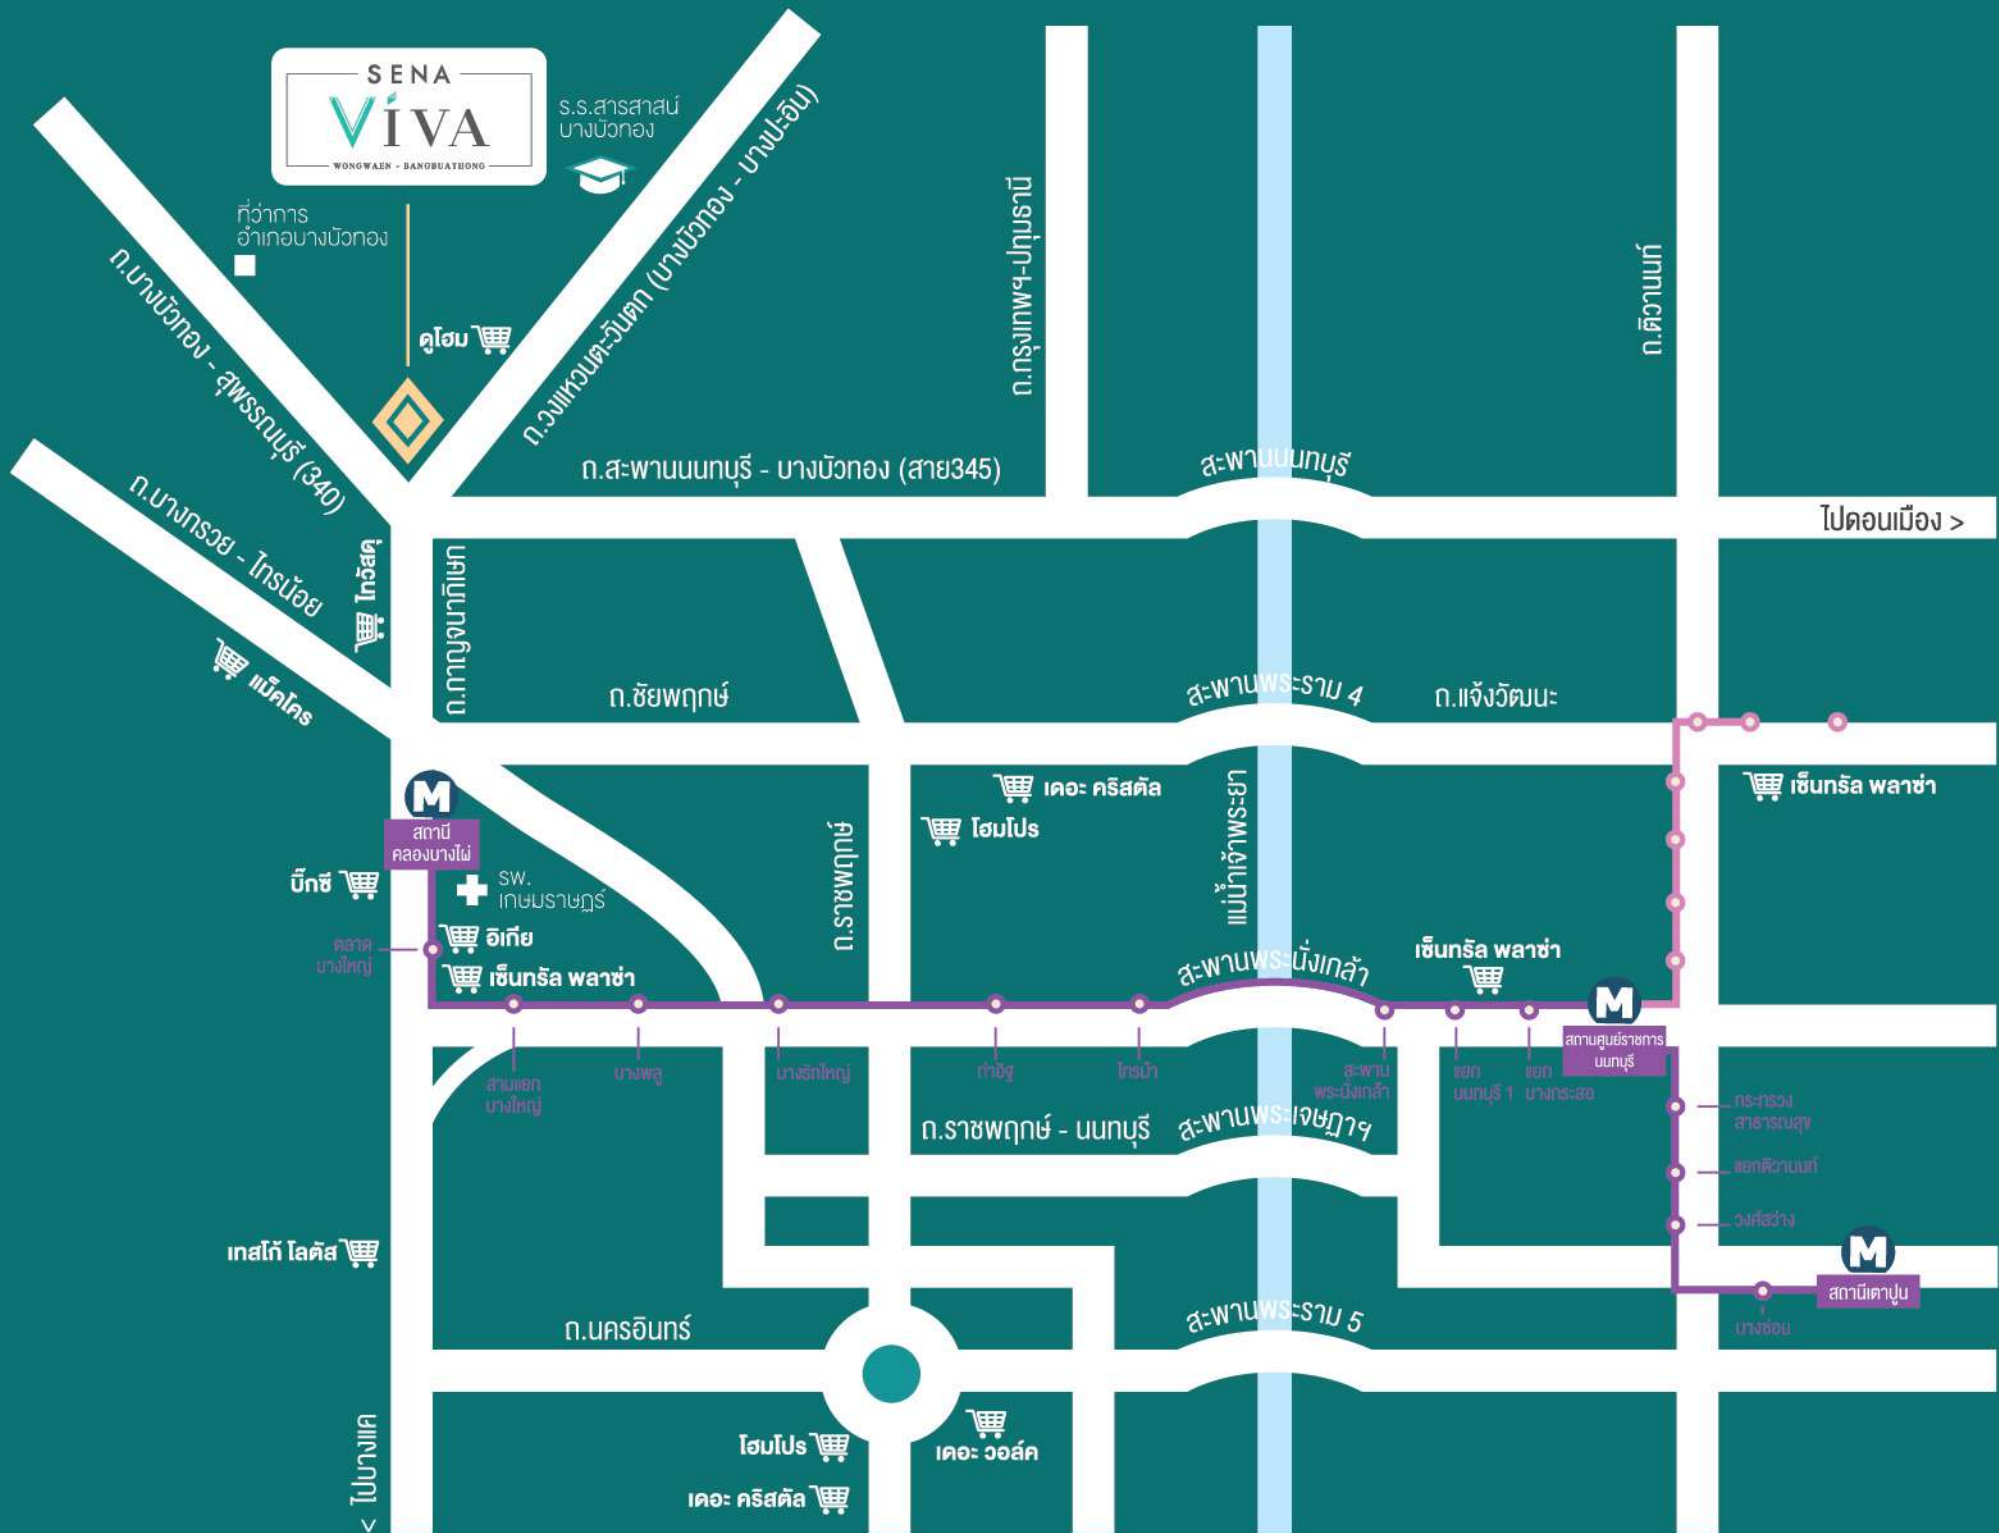 SENA
VIVA
WONGWAEN - BANGBUATHONG
ร.ร.สารสาสน์
บางบัวทอง
ที่ว่าการ
อำเภอบางบัวทอง
ดูโฮม
ถ.บางบัวทอง - สุพรรณบุรี (340)
ถ.วงแหวนตะวันตก (บางบัวทอง - บางปะอิน)
ถ.กรุงเทพฯ-ปทุมธานี
ถ.ติวานนท์
ถ.สะพานนนทบุรี - บางบัวทอง (สาย345)
สะพานนนทบุรี
ไปดอนเมือง >
ถ.บางกรวย - ไทรน้อย
ไทวัสดุ
ถ.กาญจนาภิเษก
แม็คโคร
ถ.ชัยพฤกษ์
สะพานพระราม 4
ถ.แจ้งวัฒนะ
M
สถานี
คลองบางไผ่
เดอะ คริสตัล
โฮมโปร
เซ็นทรัล พลาซ่า
ถ.ราชพฤกษ์
แม่น้ำเจ้าพระยา
บิ๊กซี
รพ.
เกษมราษฎร์
อิเกีย
ตลาด
บางใหญ่
เซ็นทรัล พลาซ่า
สะพานพระนั่งเกล้า
เซ็นทรัล พลาซ่า
M
สถานศูนย์ราชการ
นนทบุรี
สามแยก
บางใหญ่
บางพลู
บางรักใหญ่
ท่าอิฐ
ไทรม้า
สะพาน
พระนั่งเกล้า
แยก
นนทบุรี 1
แยก
บางกระสอ
กระทรวง
สาธารณสุข
ถ.ราชพฤกษ์ - นนทบุรี
สะพานพระเจษฎาฯ
แยกติวานนท์
วงศ์สว่าง
เทสโก้ โลตัส
M
สถานีเตาปูน
บางซ่อน
ถ.นครอินทร์
สะพานพระราม 5
< ไปบางแค
โฮมโปร
เดอะ วอล์ค
เดอะ คริสตัล